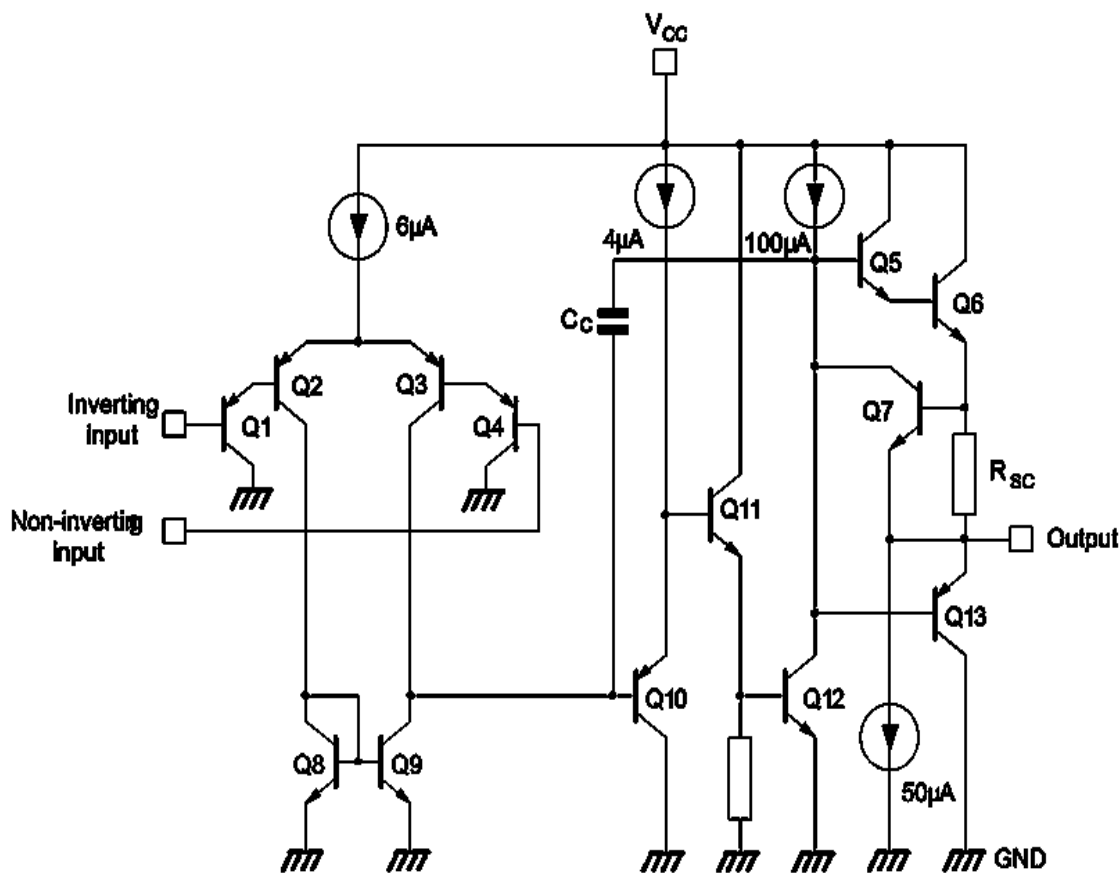 VCC
6µA
4µA
100µA
Q5
Q6
CC
Q2
Q3
Inverting
input
Q1
Q4
Q7
RSC
Non-inverting
input
Q11
Output
Q13
Q10
Q12
Q8
Q9
50µA
GND